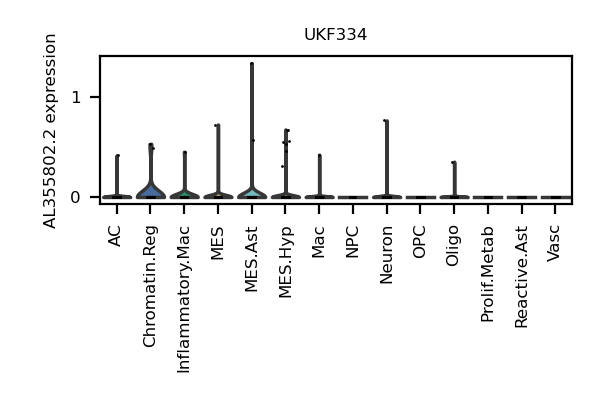 UKF334
AL355802.2 expression
1
0
AC
Chromatin.Reg
Inflammatory.Mac
MES
MES.Ast
MES.Hyp
Mac
NPC
Neuron
OPC
Oligo
Prolif.Metab
Reactive.Ast
Vasc